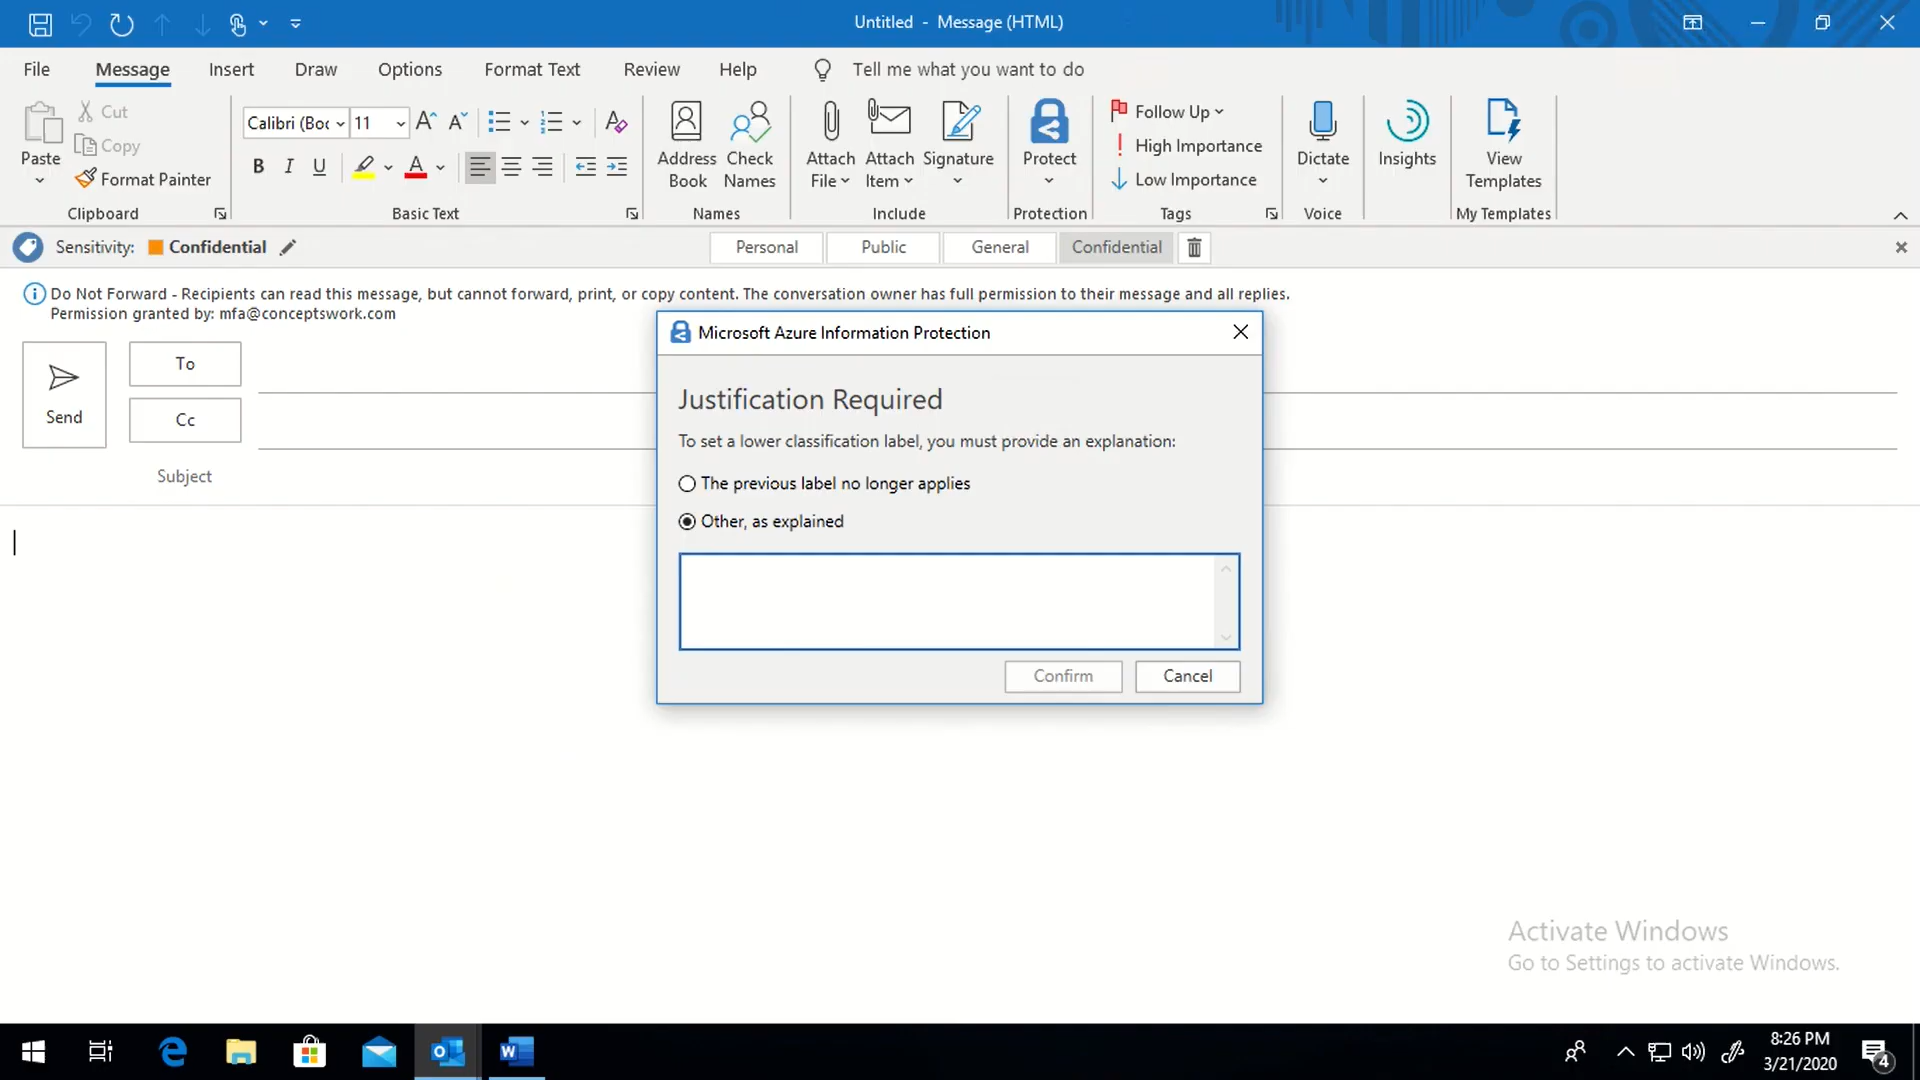 Untitled - Message (HTML)
File Message Insert Draw Options Format Text Review Help Tell me what you want to do
Paste
Cut
Copy
Format Painter
Clipboard
Calibri (Boc 11
B I U A
Basic Text
Address Book
Check Names
Names
Attach File
Attach Item
Signature
Include
Protect
Protection
Follow Up
High Importance
Low Importance
Tags
Dictate
Voice
Insights
View Templates
My Templates
Sensitivity: Confidential Personal Public General Confidential
Do Not Forward - Recipients can read this message, but cannot forward, print, or copy content. The conversation owner has full permission to their message and all replies.
Permission granted by: mfa@conceptswork.com
Send
To
Cc
Subject
Microsoft Azure Information Protection
Justification Required
To set a lower classification label, you must provide an explanation:
The previous label no longer applies
Other, as explained
Confirm Cancel
Activate Windows
Go to Settings to activate Windows.
8:26 PM
3/21/2020
4